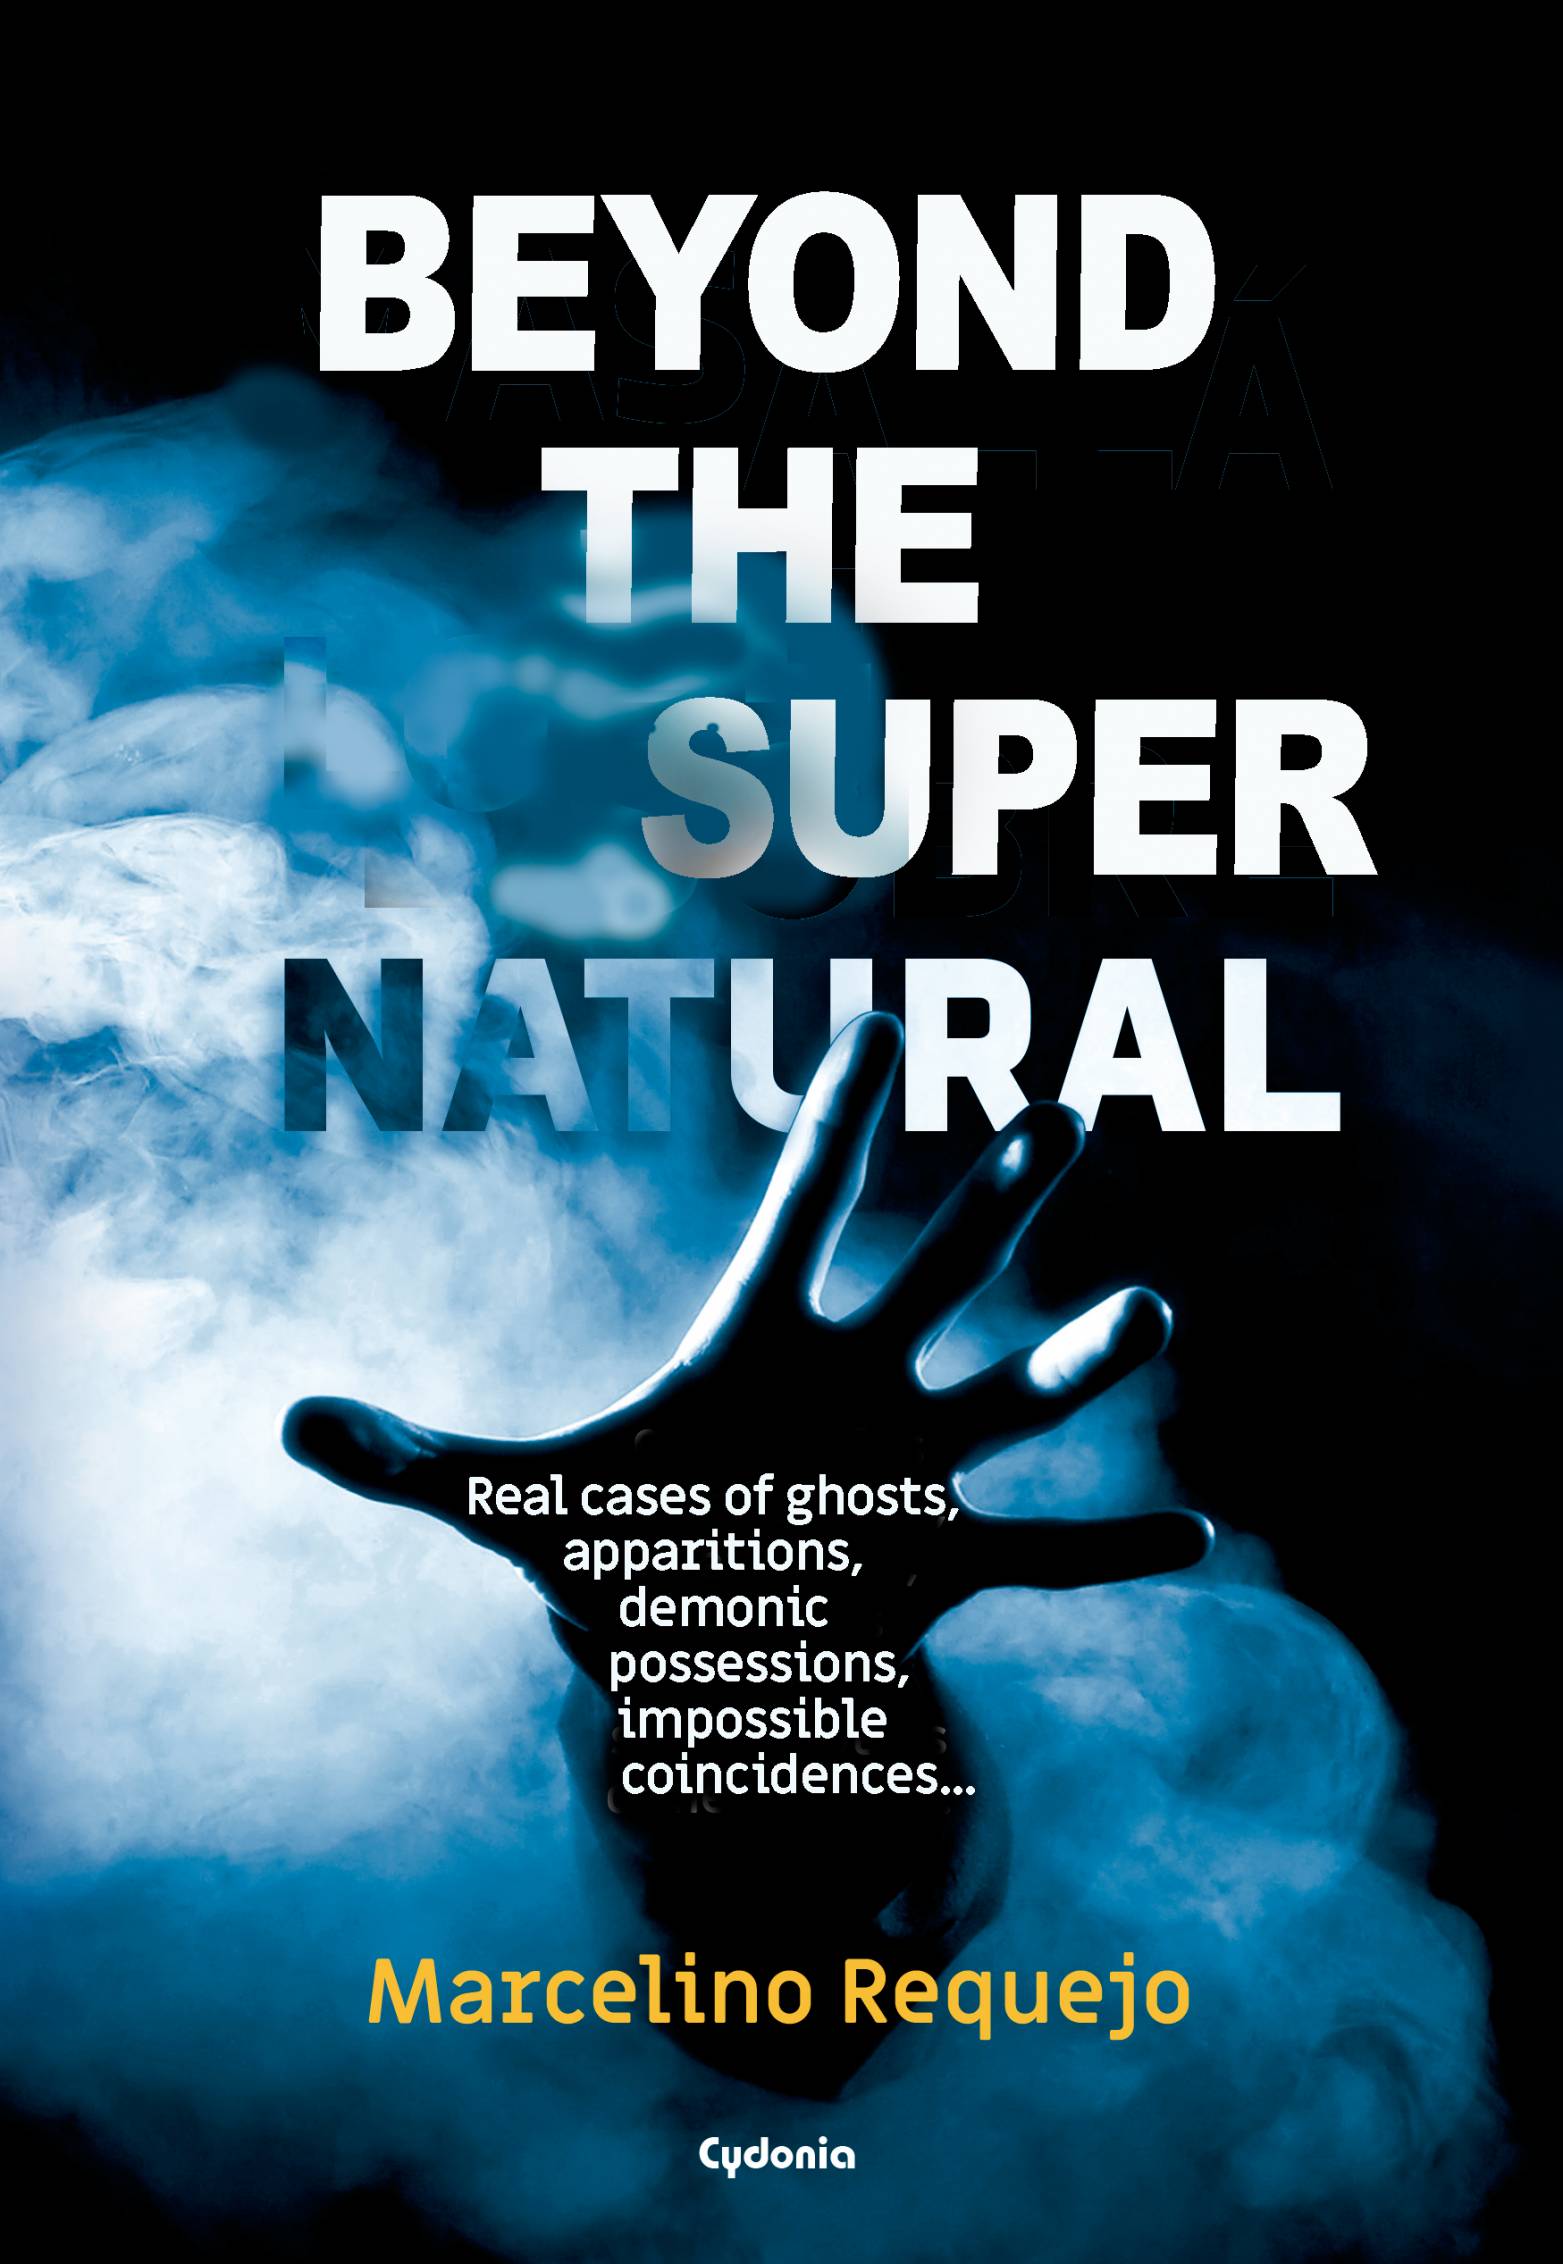 BEYOND
THE
SUPER
NATURAL
Real cases of ghosts,
apparitions,
demonic
possessions,
impossible
coincidences...
Marcelino Requejo
Cydonia